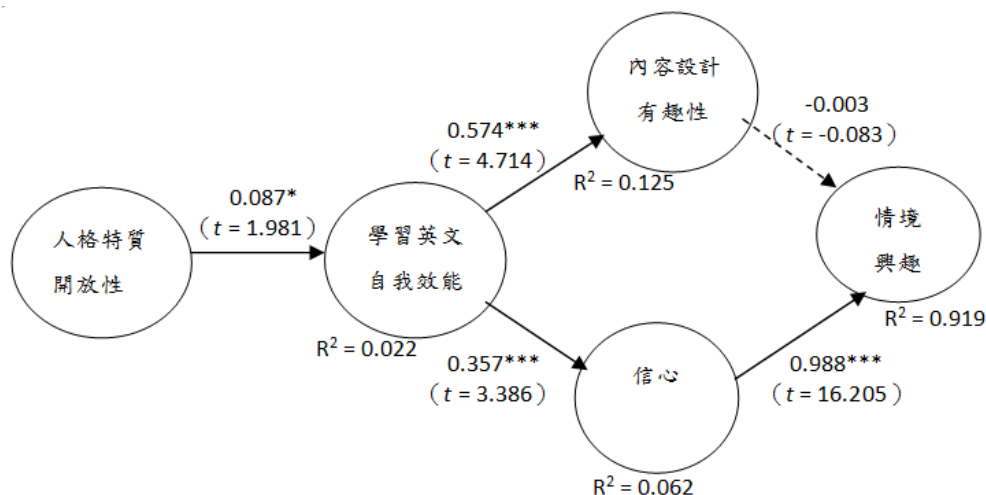 人格特質
開放性
0.087*
（t = 1.981）
學習英文
自我效能
R² = 0.022
0.574***
（t = 4.714）
內容設計
有趣性
R² = 0.125
-0.003
（t = -0.083）
情境
興趣
R² = 0.919
0.357***
（t = 3.386）
信心
R² = 0.062
0.988***
（t = 16.205）